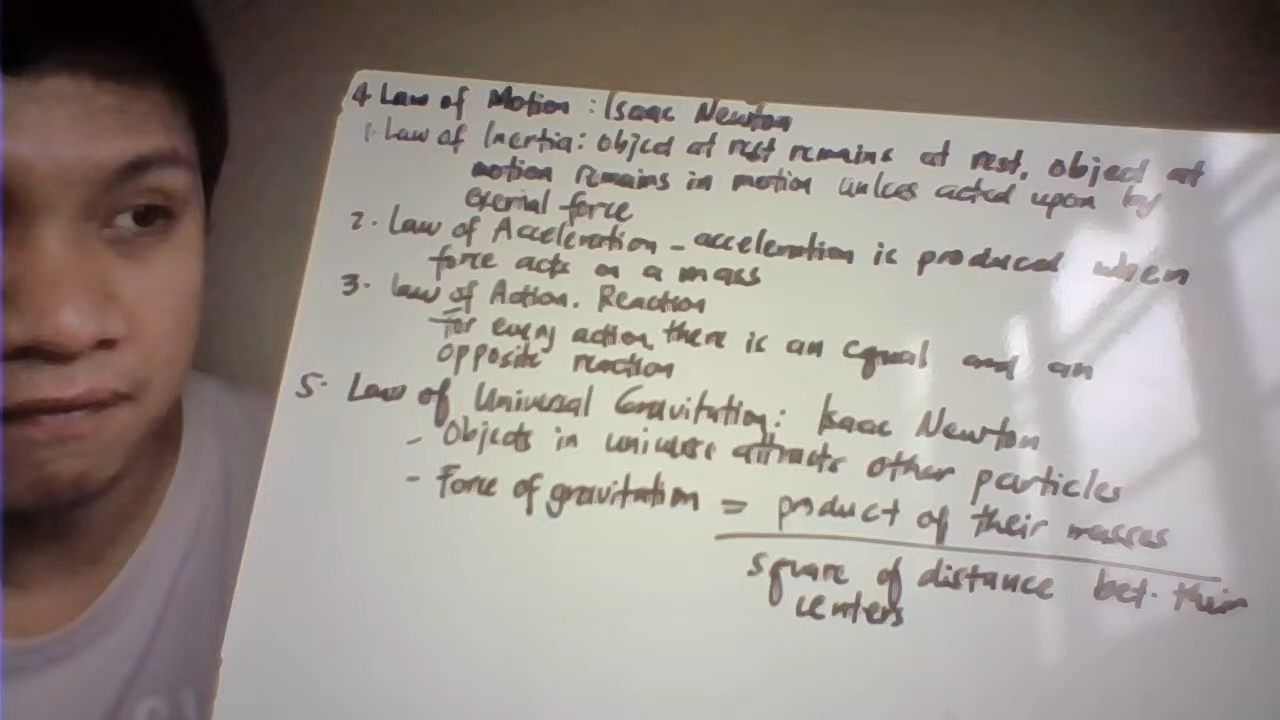 4 Law of Motion : Isaac Newton
1. Law of Inertia: Object at rest remains at rest, object at
motion remains in motion unless acted upon by
exernal force
2. Law of Acceleration - acceleration is produced when
force acts on a mass
3. Law of Action. Reaction
For every action, there is an equal and an
opposite reaction
5. Law of Universal Gravitation: Isaac Newton
- Objects in universe attracts other particles
- Force of gravitation = product of their masses
square of distance bet. their
centers